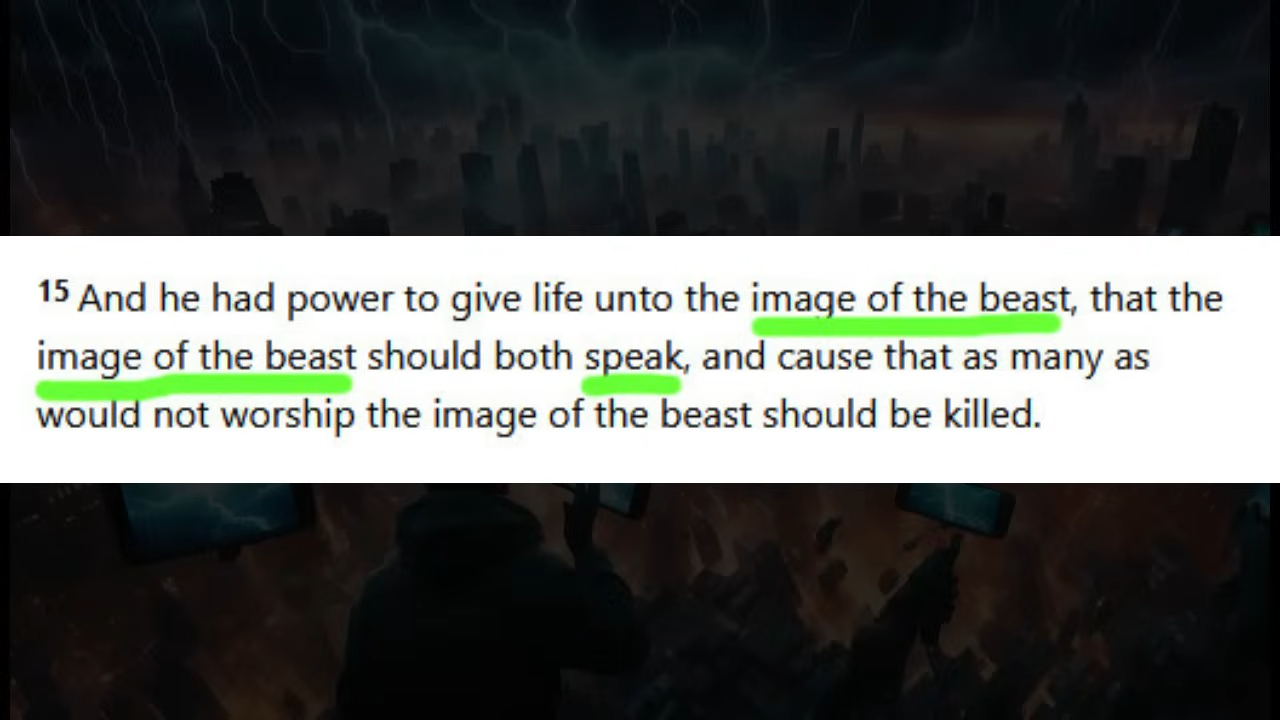 15 And he had power to give life unto the image of the beast, that the
image of the beast should both speak, and cause that as many as
would not worship the image of the beast should be killed.